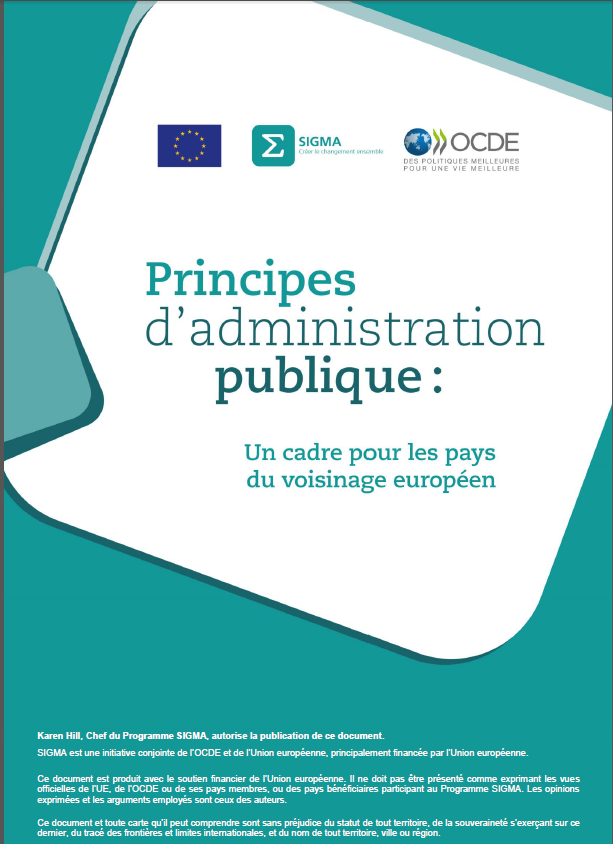 Σ SIGMA
Créer le changement ensemble
OCDE
DES POLITIQUES MEILLEURES
POUR UNE VIE MEILLEURE
Principes
d'administration
publique :
Un cadre pour les pays
du voisinage européen
Karen Hill, Chef du Programme SIGMA, autorise la publication de ce document.
SIGMA est une initiative conjointe de l'OCDE et de l'Union européenne, principalement financée par l'Union européenne.
Ce document est produit avec le soutien financier de l'Union européenne. Il ne doit pas être présenté comme exprimant les vues
officielles de l'UE, de l'OCDE ou de ses pays membres, ou des pays bénéficiaires participant au Programme SIGMA. Les opinions
exprimées et les arguments employés sont ceux des auteurs.
Ce document et toute carte qu'il peut comprendre sont sans préjudice du statut de tout territoire, de la souveraineté s'exerçant sur ce
dernier, du tracé des frontières et limites internationales, et du nom de tout territoire, ville ou région.